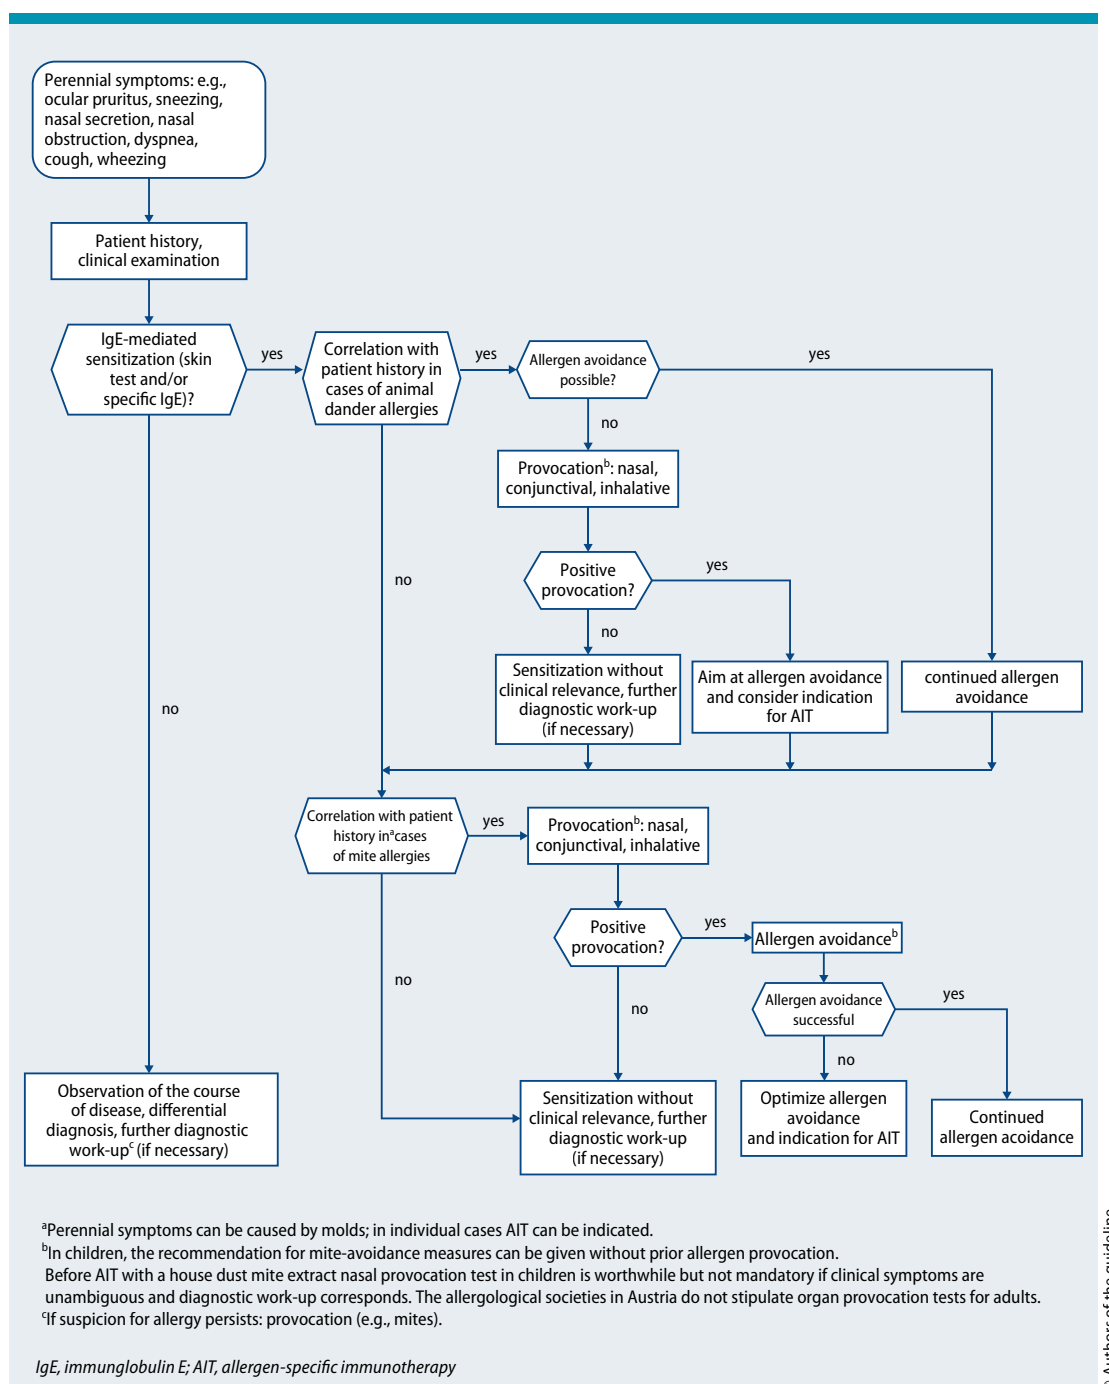 Perennial symptoms: e.g.,
ocular pruritus, sneezing,
nasal secretion, nasal
obstruction, dyspnea,
cough, wheezing
Patient history,
clinical examination
IgE-mediated
sensitization (skin
test and/or
specific IgE)?
yes
Correlation with
patient history in
cases of animal
dander allergies
yes
Allergen avoidance
possible?
yes
no
Provocationᵇ: nasal,
conjunctival, inhalative
no
Positive
provocation?
yes
no
Sensitization without
clinical relevance, further
diagnostic work-up
(if necessary)
Aim at allergen avoidance
and consider indication
for AIT
continued allergen
avoidance
no
Correlation with patient
history inᵃcases
of mite allergies
yes
Provocationᵇ: nasal,
conjunctival, inhalative
Positive
provocation?
yes
Allergen avoidanceᵇ
no
no
Allergen avoidance
successful
yes
no
Observation of the course
of disease, differential
diagnosis, further diagnostic
work-upᶜ (if necessary)
Sensitization without
clinical relevance, further
diagnostic work-up
(if necessary)
Optimize allergen
avoidance
and indication for AIT
Continued
allergen acoidance
ᵃPerennial symptoms can be caused by molds; in individual cases AIT can be indicated.
ᵇIn children, the recommendation for mite-avoidance measures can be given without prior allergen provocation.
Before AIT with a house dust mite extract nasal provocation test in children is worthwhile but not mandatory if clinical symptoms are
unambiguous and diagnostic work-up corresponds. The allergological societies in Austria do not stipulate organ provocation tests for adults.
ᶜIf suspicion for allergy persists: provocation (e.g., mites).
IgE, immunglobulin E; AIT, allergen-specific immunotherapy
Authors of the guideline